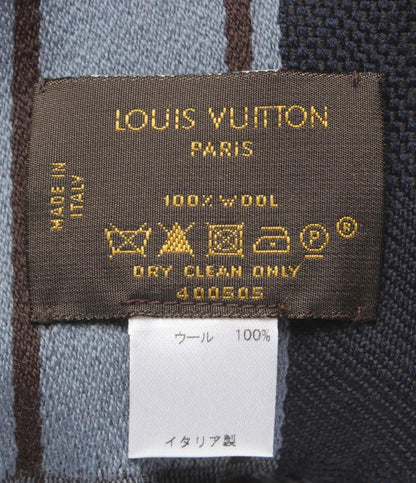 LOUIS VUITTON
PARIS
MADE IN
ITALY
100% WOOL
P ®
DRY CLEAN ONLY
400505
ウール 100%
イタリア製